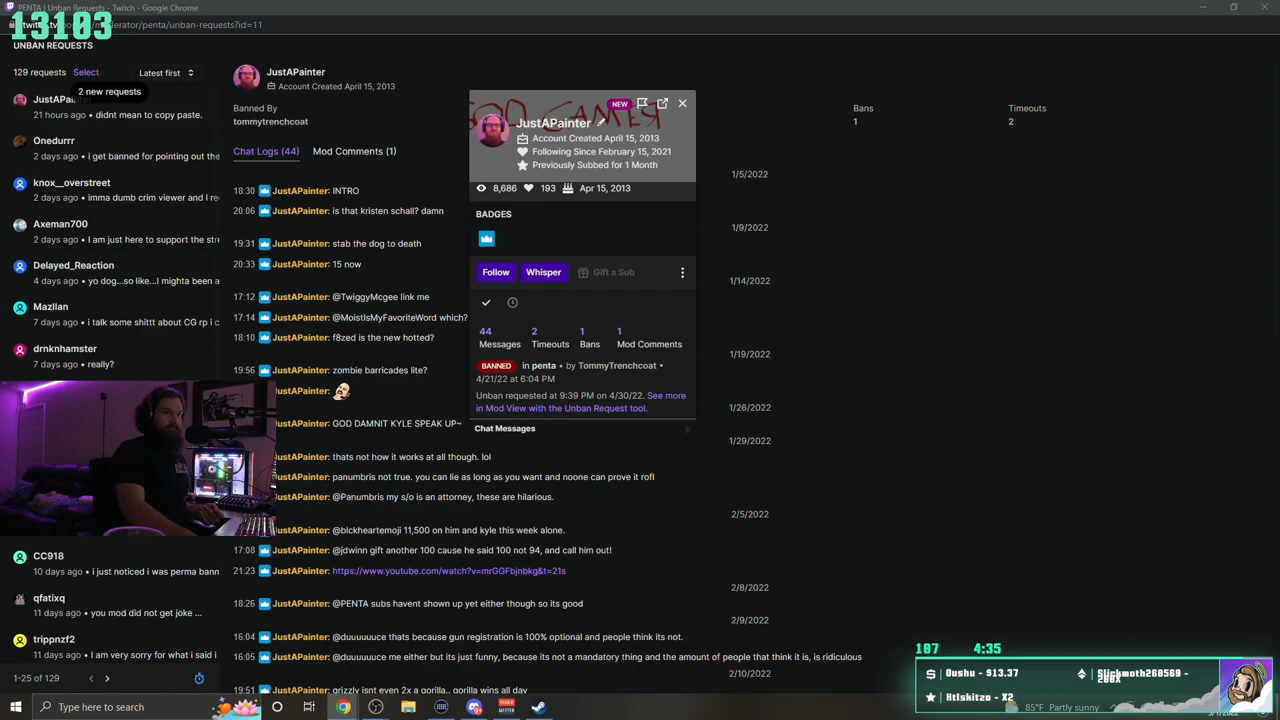 PENTA | Unban Requests - Twitch - Google Chrome
/moderator/penta/unban-requests?id=11
13103
UNBAN REQUESTS
129 requests Select Latest first
2 new requests
JustAPainter
21 hours ago • didnt mean to copy paste.
Onedurrr
2 days ago • i get banned for pointing out the
knox__overstreet
2 days ago • imma dumb crim viewer and I re
Axeman700
2 days ago • I am just here to support the stre
Delayed_Reaction
4 days ago • yo dog...so like...I mighta been a
Mazllan
7 days ago • i talk some shittt about CG rp i c
drnknhamster
7 days ago • really?
CC918
10 days ago • i just noticed i was perma bann
qfatixq
11 days ago • you mod did not get joke ...
trippnzf2
11 days ago • I am very sorry for what i said i
1-25 of 129
JustAPainter
Account Created April 15, 2013
Banned By
tommytrenchcoat
Bans
1
Timeouts
2
Chat Logs (44) Mod Comments (1)
1/5/2022
18:30 JustAPainter: INTRO
20:06 JustAPainter: is that kristen schall? damn
1/9/2022
19:31 JustAPainter: stab the dog to death
20:33 JustAPainter: 15 now
1/14/2022
17:12 JustAPainter: @TwiggyMcgee link me
17:14 JustAPainter: @MoistIsMyFavoriteWord which?
18:10 JustAPainter: f8zed is the new hotted?
1/19/2022
19:56 JustAPainter: zombie barricades lite?
JustAPainter:
1/26/2022
JustAPainter: GOD DAMNIT KYLE SPEAK UP~
1/29/2022
JustAPainter: thats not how it works at all though. lol
JustAPainter: panumbris not true. you can lie as long as you want and noone can prove it rofl
JustAPainter: @Panumbris my s/o is an attorney, these are hilarious.
2/5/2022
JustAPainter: @blckheartemoji 11,500 on him and kyle this week alone.
17:08 JustAPainter: @jdwinn gift another 100 cause he said 100 not 94, and call him out!
21:23 JustAPainter: https://www.youtube.com/watch?v=mrGGFbjnbkg&t=21s
2/8/2022
18:26 JustAPainter: @PENTA subs havent shown up yet either though so its good
2/9/2022
16:04 JustAPainter: @duuuuuuce thats because gun registration is 100% optional and people think its not.
16:05 JustAPainter: @duuuuuuce me either but its just funny, because its not a mandatory thing and the amount of people that think it is, is ridiculous
2/10/2022
19:51 JustAPainter: grizzly isnt even 2x a gorilla.. gorilla wins all day
GOD GAMER
NEW
JustAPainter
Account Created April 15, 2013
Following Since February 15, 2021
Previously Subbed for 1 Month
8,686 193 Apr 15, 2013
BADGES
Follow Whisper Gift a Sub
44 2 1 1
Messages Timeouts Bans Mod Comments
BANNED in penta • by TommyTrenchcoat •
4/21/22 at 6:04 PM
Unban requested at 9:39 PM on 4/30/22. See more
in Mod View with the Unban Request tool.
Chat Messages
107 4:35
Oushu - $13.37
HtIskitzo - X2
Type here to search
VOICE
MEETER
85°F Partly sunny